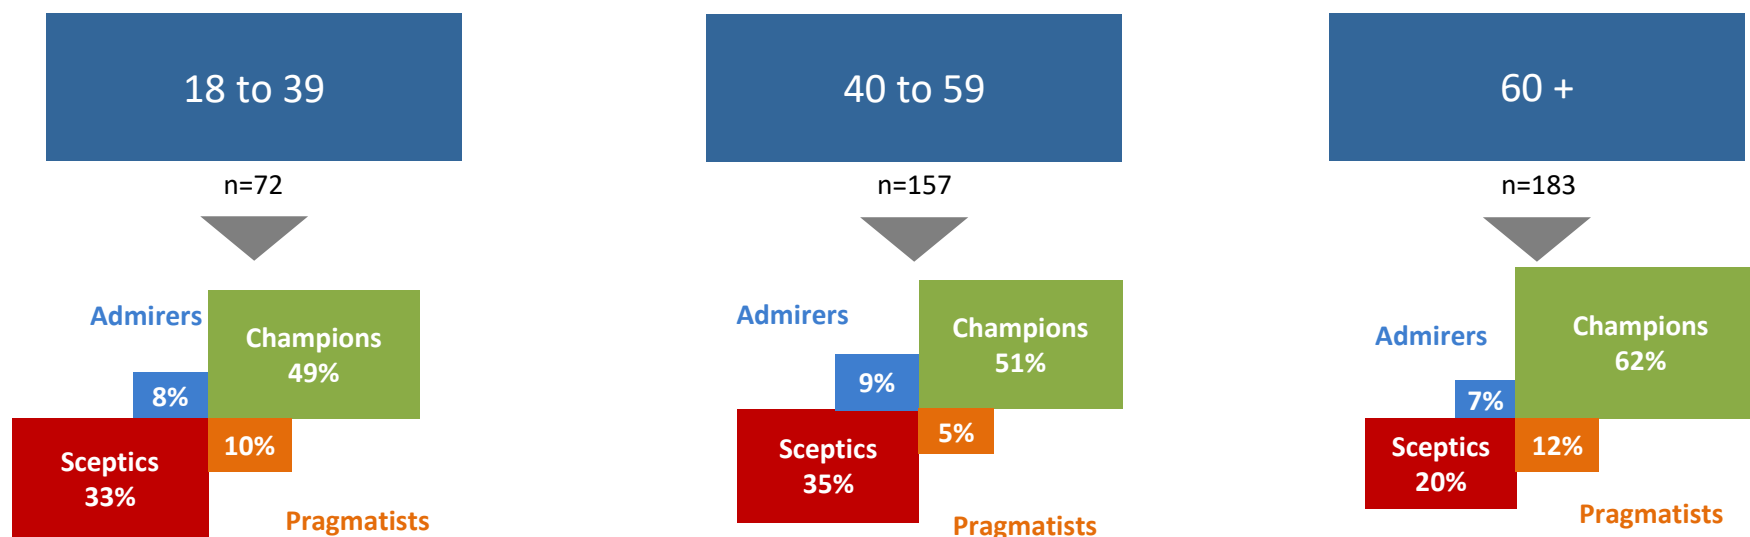 18 to 39
n=72
Admirers
Champions
49%
8%
Sceptics
33%
10%
Pragmatists
40 to 59
n=157
Admirers
Champions
51%
9%
Sceptics
35%
5%
Pragmatists
60 +
n=183
Admirers
Champions
62%
7%
Sceptics
20%
12%
Pragmatists